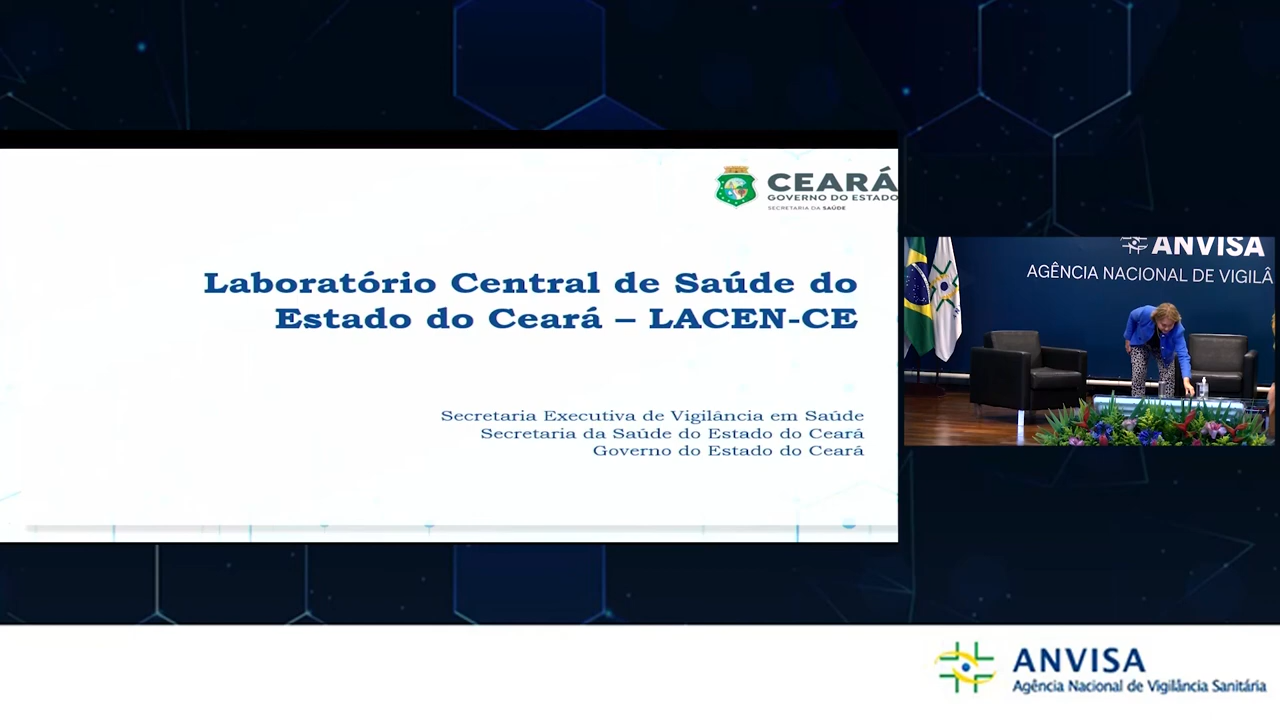 CEARÁ
GOVERNO DO ESTADO
SECRETARIA DA SAÚDE
Laboratório Central de Saúde do
Estado do Ceará – LACEN-CE
Secretaria Executiva de Vigilância em Saúde
Secretaria da Saúde do Estado do Ceará
Governo do Estado do Ceará
ANVISA
AGÊNCIA NACIONAL DE VIGILÂ
ANVISA
Agência Nacional de Vigilância Sanitária